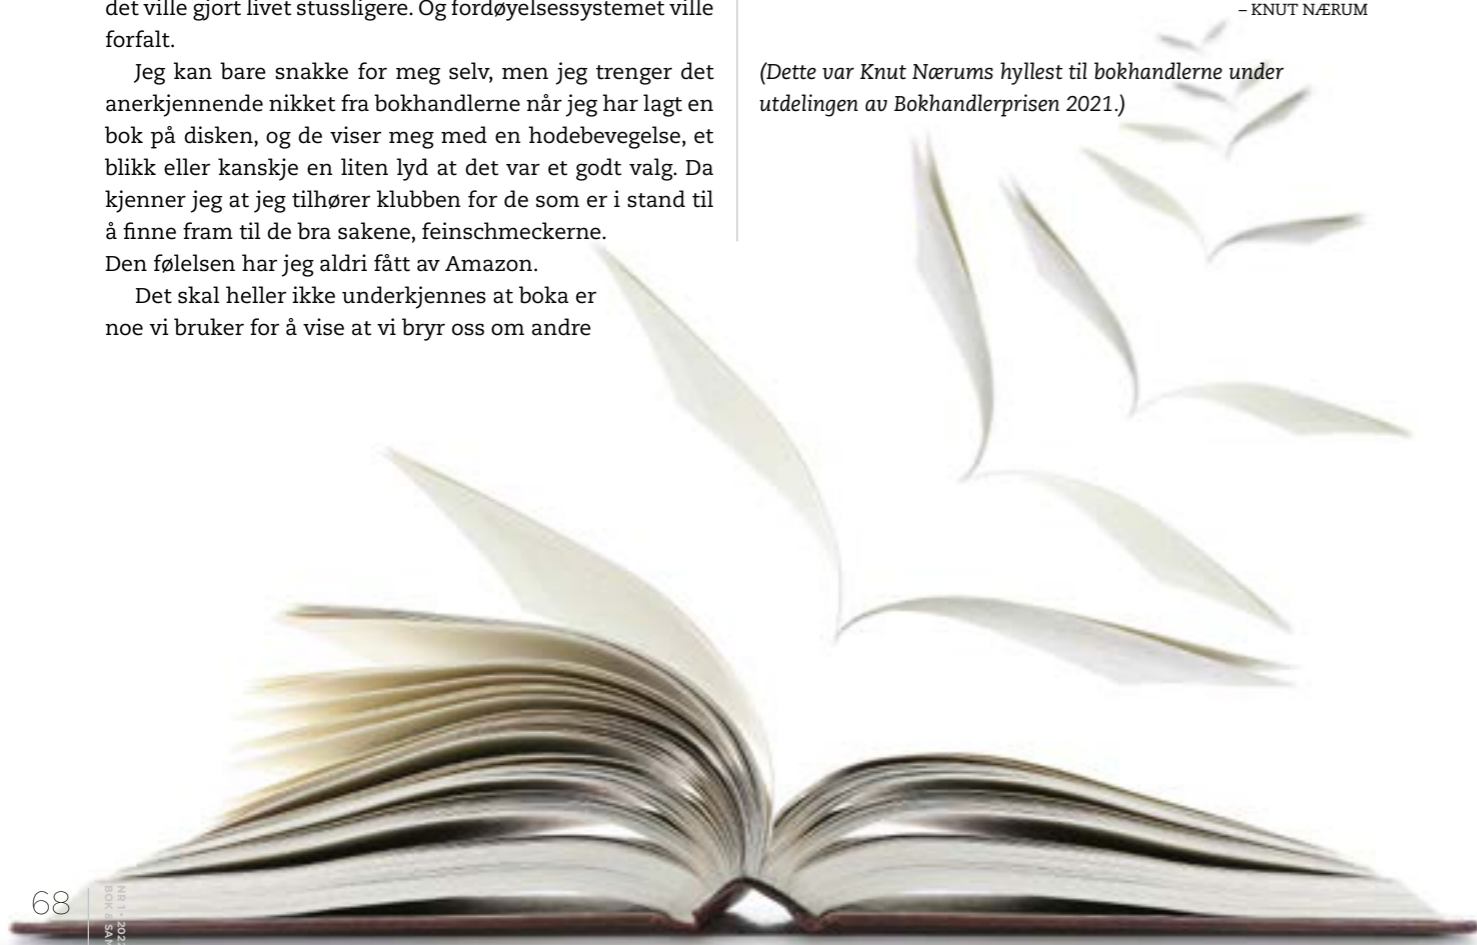 det ville gjort livet stussligere. Og fordøyelsessystemet ville
forfalt.
Jeg kan bare snakke for meg selv, men jeg trenger det
anerkjennende nikket fra bokhandlerne når jeg har lagt en
bok på disken, og de viser meg med en hodebevegelse, et
blikk eller kanskje en liten lyd at det var et godt valg. Da
kjenner jeg at jeg tilhører klubben for de som er i stand til
å finne fram til de bra sakene, feinschmeckerne.
Den følelsen har jeg aldri fått av Amazon.
Det skal heller ikke underkjennes at boka er
noe vi bruker for å vise at vi bryr oss om andre
– KNUT NÆRUM
(Dette var Knut Nærums hyllest til bokhandlerne under
utdelingen av Bokhandlerprisen 2021.)
68
NR 1 • 2022
BOK &